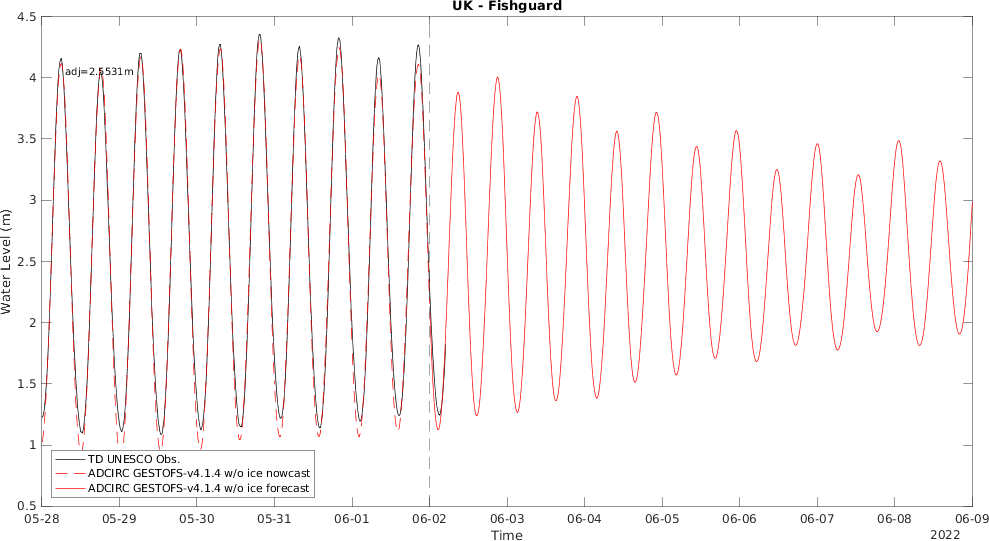 UK - Fishguard
4.5
4
3.5
3
2.5
2
1.5
1
0.5
Water Level (m)
adj=2.5531m
TD UNESCO Obs.
ADCIRC GESTOFS-v4.1.4 w/o ice nowcast
ADCIRC GESTOFS-v4.1.4 w/o ice forecast
05-28 05-29 05-30 05-31 06-01 06-02 06-03 06-04 06-05 06-06 06-07 06-08 06-09
Time
2022